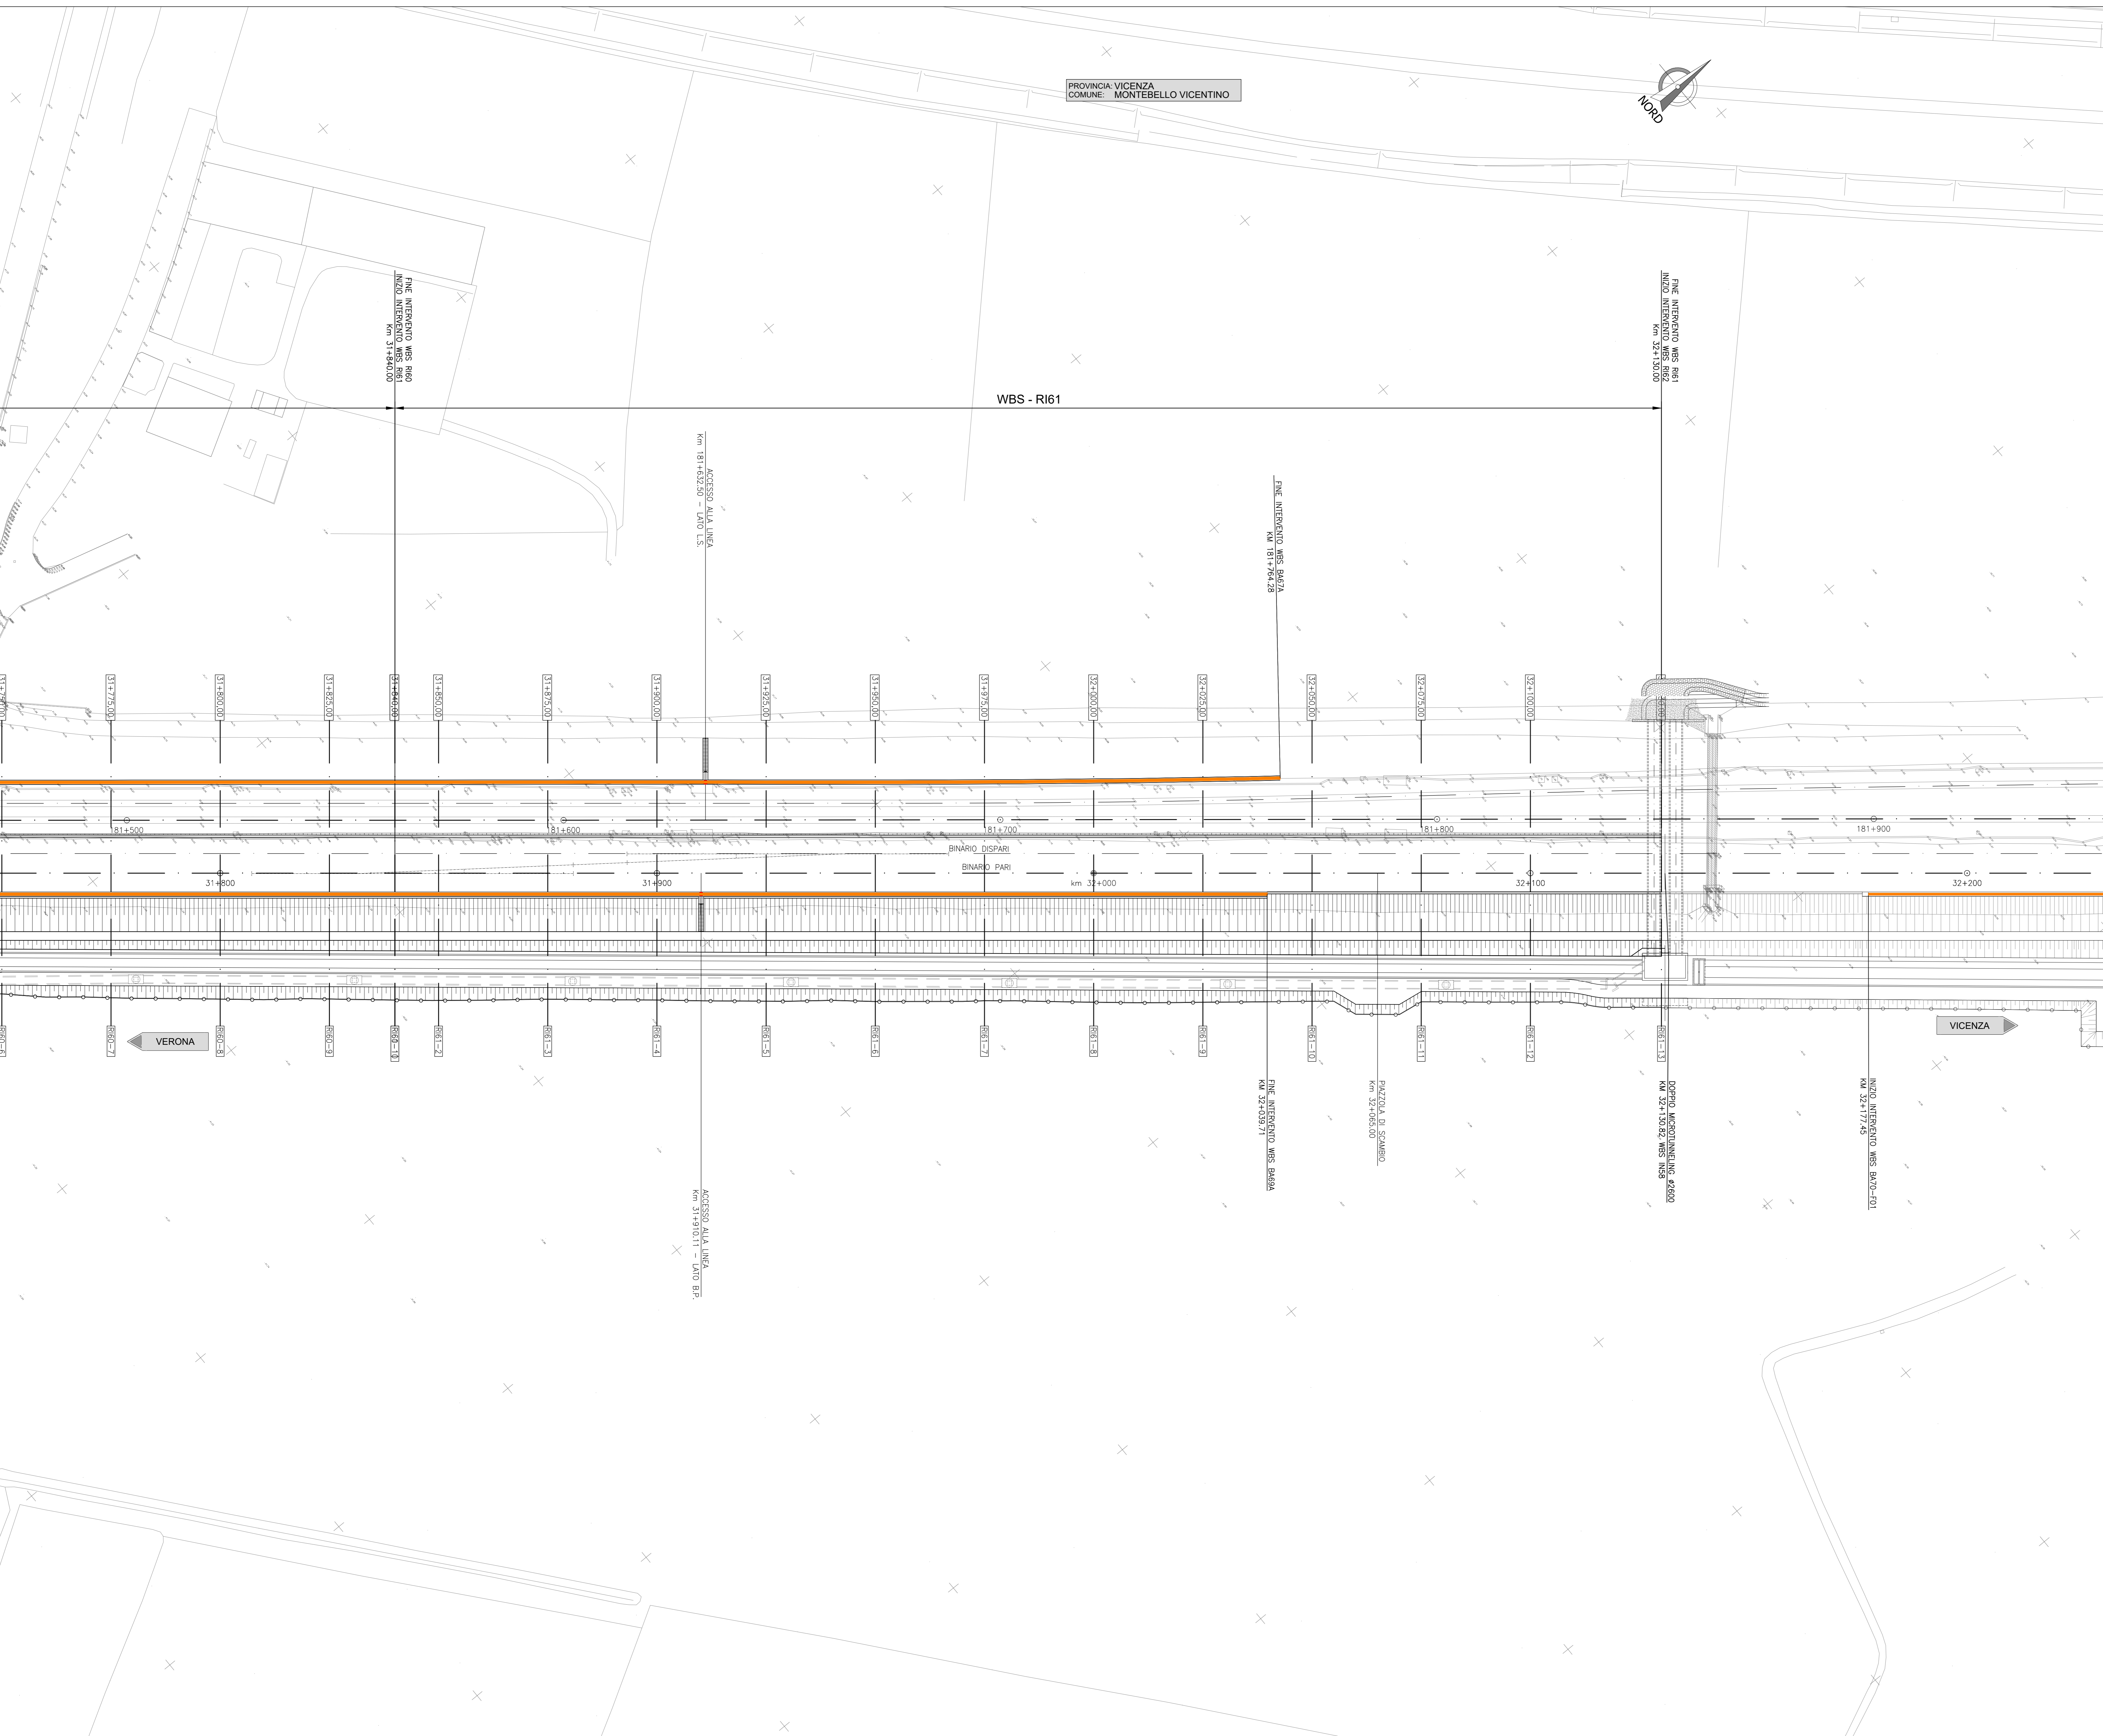 PROVINCIA: VICENZA
COMUNE: MONTEBELLO VICENTINO
NORD
FINE INTERVENTO WBS RI60
INIZIO INTERVENTO WBS RI61
Km 31+840.00
FINE INTERVENTO WBS RI61
INIZIO INTERVENTO WBS RI62
Km 32+130.00
WBS - RI61
ACCESSO ALLA LINEA
Km 181+632.50 - LATO L.S.
FINE INTERVENTO WBS BA67A
KM 181+764.28
31+775.00
31+800.00
31+825.00
31+840.00
31+850.00
31+875.00
31+900.00
31+925.00
31+950.00
31+975.00
32+000.00
32+025.00
32+050.00
32+075.00
32+100.00
181+500
181+600
181+700
181+800
181+900
BINARIO DISPARI
BINARIO PARI
31+800
31+900
km 32+000
32+100
32+200
RI60-6
RI60-7
RI60-8
RI60-9
RI60-10
RI61-2
RI61-3
RI61-4
RI61-5
RI61-6
RI61-7
RI61-8
RI61-9
RI61-10
RI61-11
RI61-12
RI61-13
VERONA
VICENZA
FINE INTERVENTO WBS BA69A
KM 32+039.71
PIAZZOLA DI SCAMBIO
Km 32+065.00
DOPPIO MICROTUNNELING ø2600
KM 32+130.82, WBS IN58
INIZIO INTERVENTO WBS BA70-F01
KM 32+177.45
ACCESSO ALLA LINEA
Km 31+910.11 - LATO B.P.